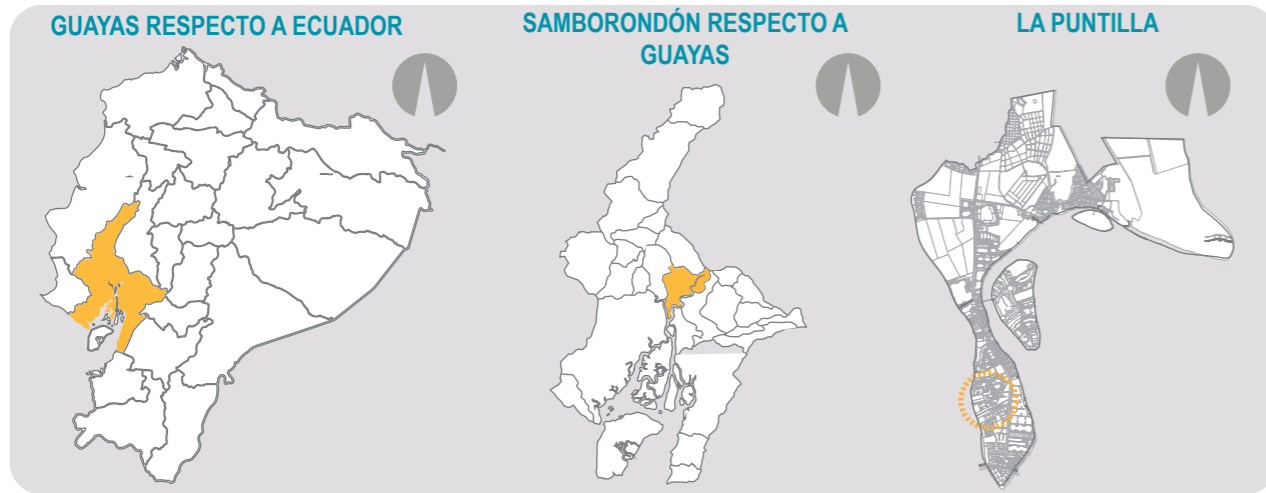 GUAYAS RESPECTO A ECUADOR
SAMBORONDÓN RESPECTO A
GUAYAS
LA PUNTILLA